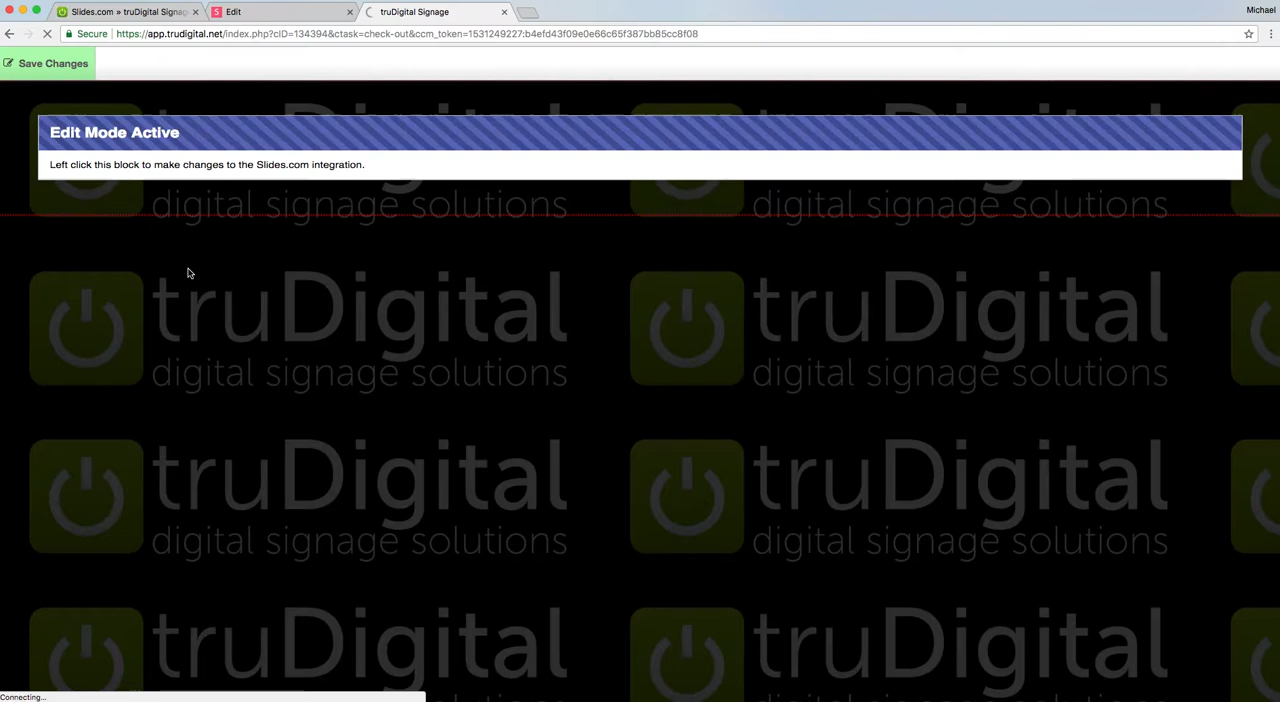 Slides.com » truDigital Signag
Edit
truDigital Signage
Michael
Secure
https://app.trudigital.net/index.php?cID=134394&ctask=check-out&ccm_token=1531249227:b4efd43f09e0e66c65f387bb85cc8f08
Save Changes
Edit Mode Active
Left click this block to make changes to the Slides.com integration.
digital signage solutions
digital signage solutions
truDigital
truDigital
digital signage solutions
digital signage solutions
truDigital
truDigital
digital signage solutions
digital signage solutions
truDigital
truDigital
Connecting...